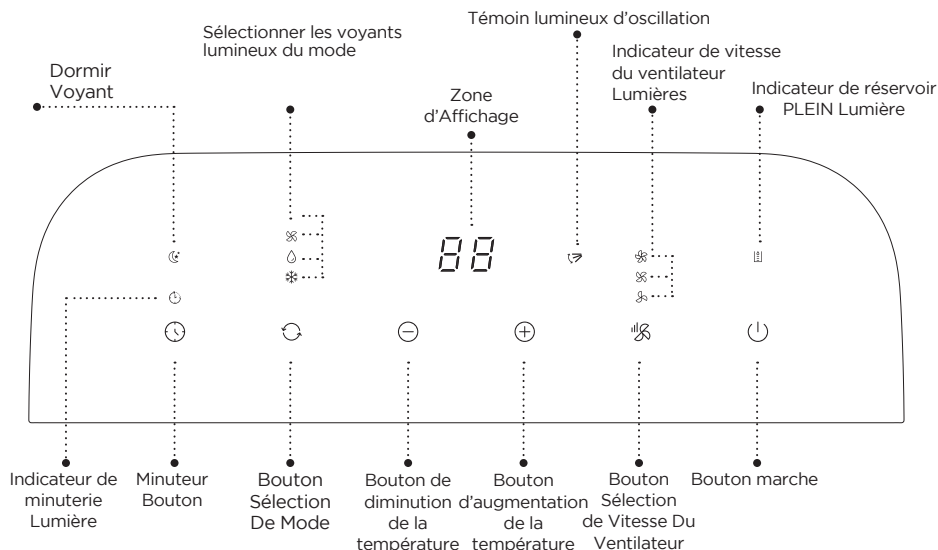 Témoin lumineux d'oscillation
Sélectionner les voyants
lumineux du mode
Indicateur de vitesse
du ventilateur
Lumières
Dormir
Voyant
Zone
d'Affichage
Indicateur de réservoir
PLEIN Lumière
88
Indicateur de
minuterie
Lumière
Minuteur
Bouton
Bouton
Sélection
De Mode
Bouton de
diminution
de la
température
Bouton
d'augmentation
de la
température
Bouton
Sélection
de Vitesse Du
Ventilateur
Bouton marche